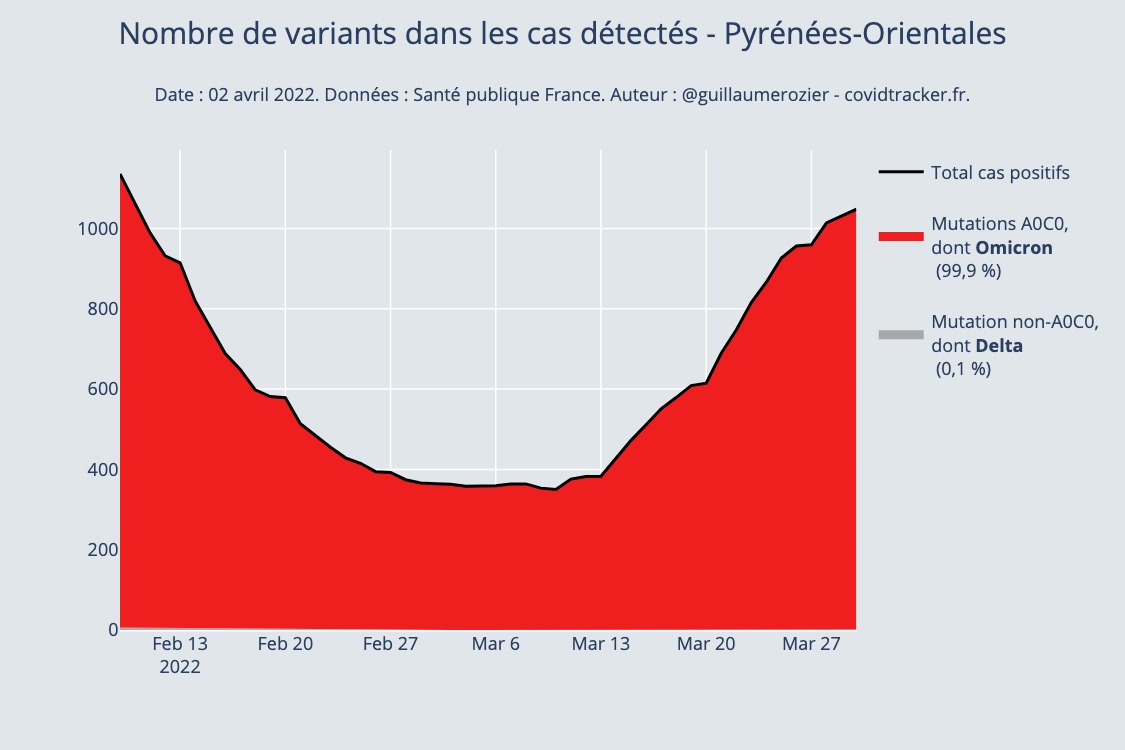 Nombre de variants dans les cas détectés - Pyrénées-Orientales
Date : 02 avril 2022. Données : Santé publique France. Auteur : @guillaumerozier - covidtracker.fr.
Total cas positifs
Mutations A0C0,
dont Omicron
(99,9 %)
Mutation non-A0C0,
dont Delta
(0,1 %)
1000
800
600
400
200
0
Feb 13 Feb 20 Feb 27 Mar 6 Mar 13 Mar 20 Mar 27
2022